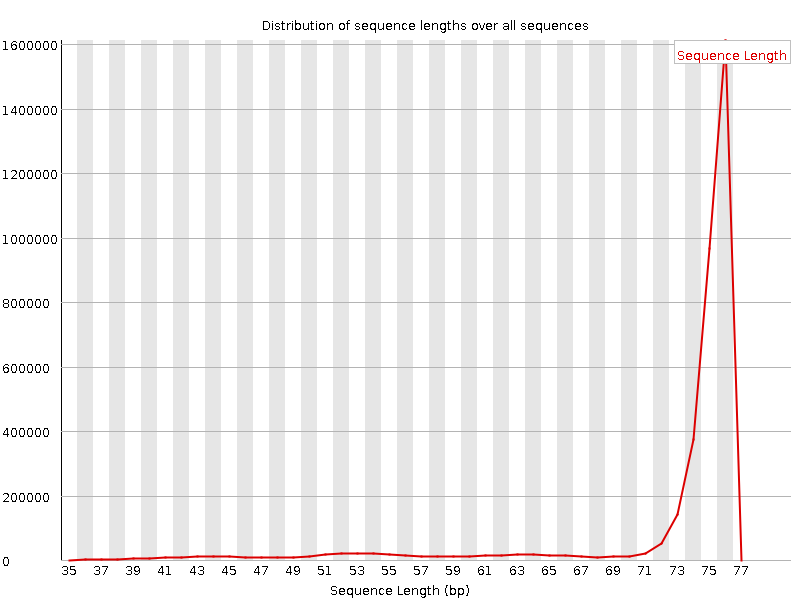 Distribution of sequence lengths over all sequences
Sequence Length
1600000
1400000
1200000
1000000
800000
600000
400000
200000
0
35 37 39 41 43 45 47 49 51 53 55 57 59 61 63 65 67 69 71 73 75 77
Sequence Length (bp)